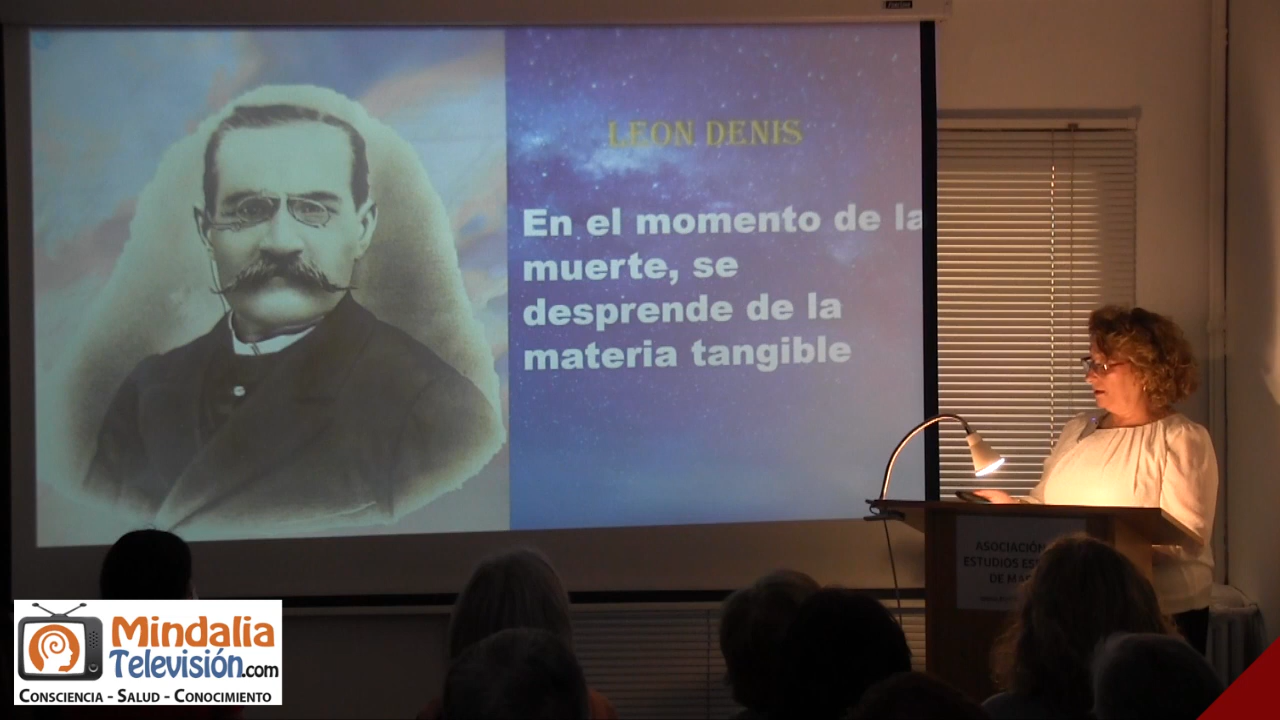 LEON DENIS
En el momento de la
muerte, se
desprende de la
materia tangible
ASOCIACIÓN
ESTUDIOS
DE
Mindalia
Televisión.com
CONSCIENCIA - SALUD - CONOCIMIENTO